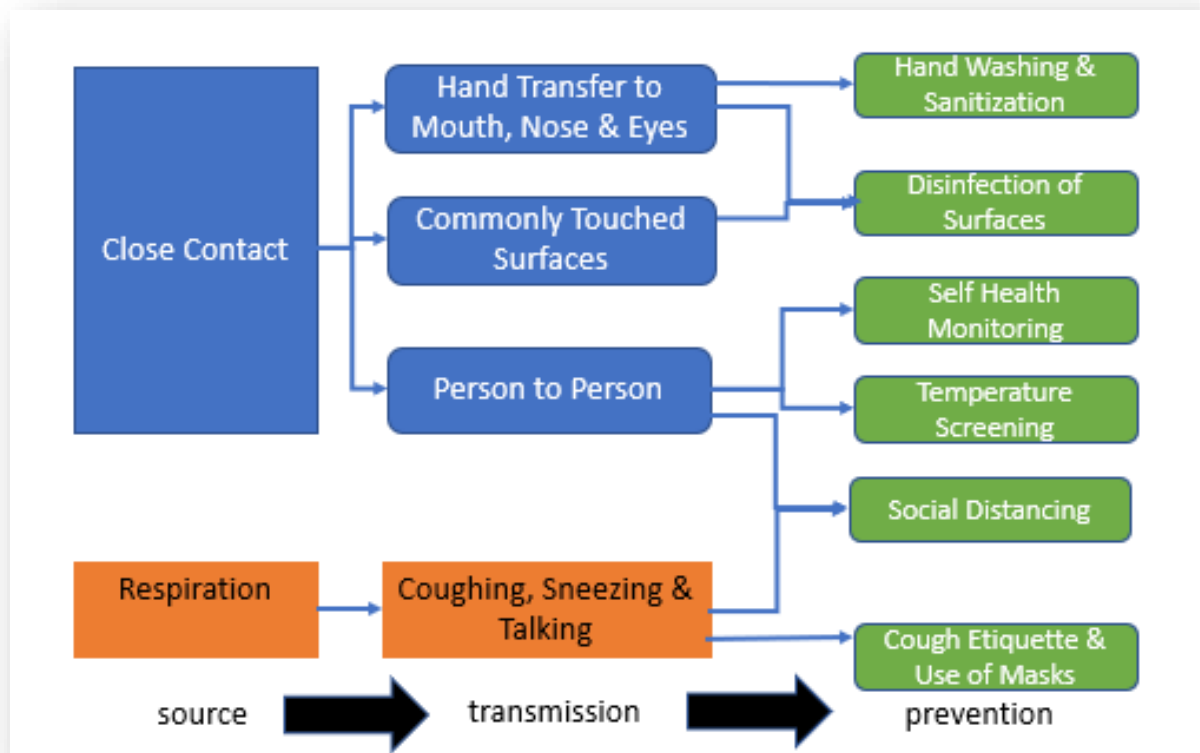 Close Contact
Hand Transfer to
Mouth, Nose & Eyes
Commonly Touched
Surfaces
Person to Person
Hand Washing &
Sanitization
Disinfection of
Surfaces
Self Health
Monitoring
Temperature
Screening
Social Distancing
Respiration
Coughing, Sneezing &
Talking
Cough Etiquette &
Use of Masks
source
transmission
prevention